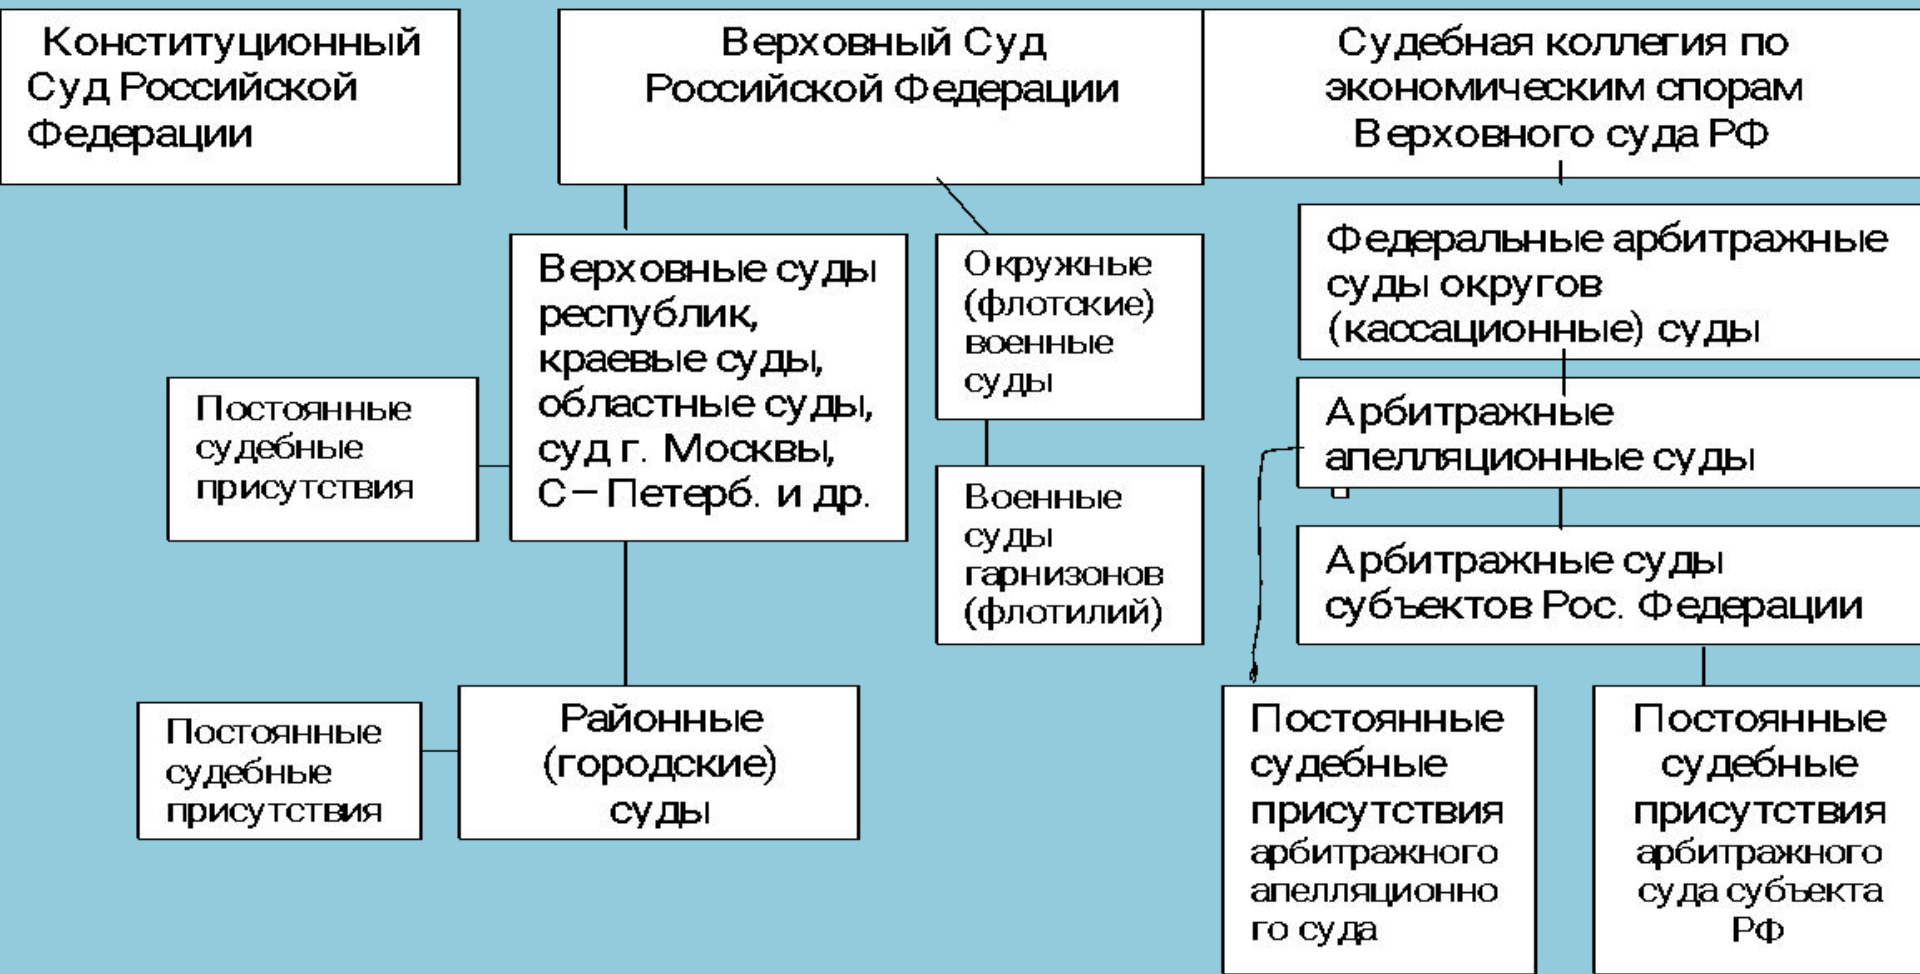 Конституционный
Суд Российской
Федерации
Верховный Суд
Российской Федерации
Судебная коллегия по
экономическим спорам
Верховного суда РФ
Верховные суды
республик,
краевые суды,
областные суды,
суд г. Москвы,
С–Петерб. и др.
Окружные
(флотские)
военные
суды
Федеральные арбитражные
суды округов
(кассационные) суды
Постоянные
судебные
присутствия
Арбитражные
апелляционные суды
Военные
суды
гарнизонов
(флотилий)
Арбитражные суды
субъектов Рос. Федерации
Постоянные
судебные
присутствия
Районные
(городские)
суды
Постоянные
судебные
присутствия
арбитражного
апелляционно
го суда
Постоянные
судебные
присутствия
арбитражного
суда субъекта
РФ